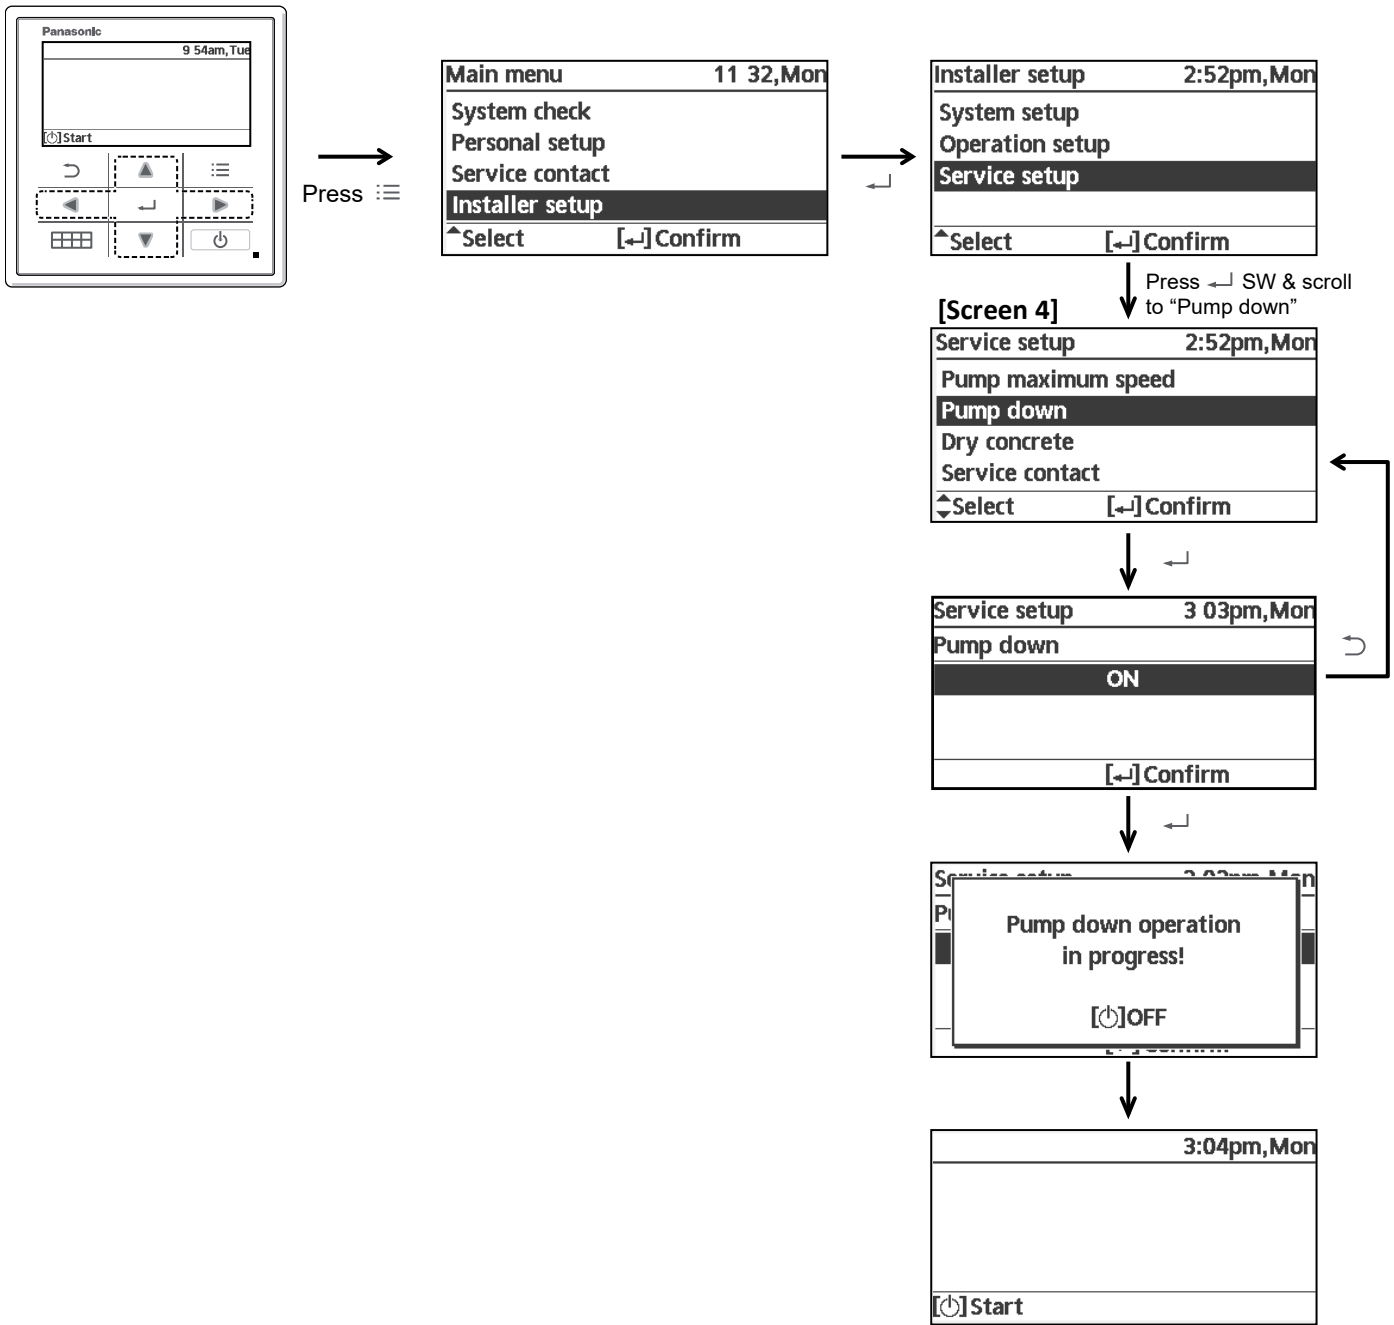 Panasonic
9 54am,Tue
[⏻]Start
Press
Main menu 11 32,Mon
System check
Personal setup
Service contact
Installer setup
Select [↵]Confirm
Installer setup 2:52pm,Mon
System setup
Operation setup
Service setup
Select [↵]Confirm
Press ↵ SW & scroll
to “Pump down”
[Screen 4]
Service setup 2:52pm,Mon
Pump maximum speed
Pump down
Dry concrete
Service contact
Select [↵]Confirm
Service setup 3 03pm,Mon
Pump down
ON
[↵]Confirm
Pump down operation
in progress!
[⏻]OFF
3:04pm,Mon
[⏻]Start